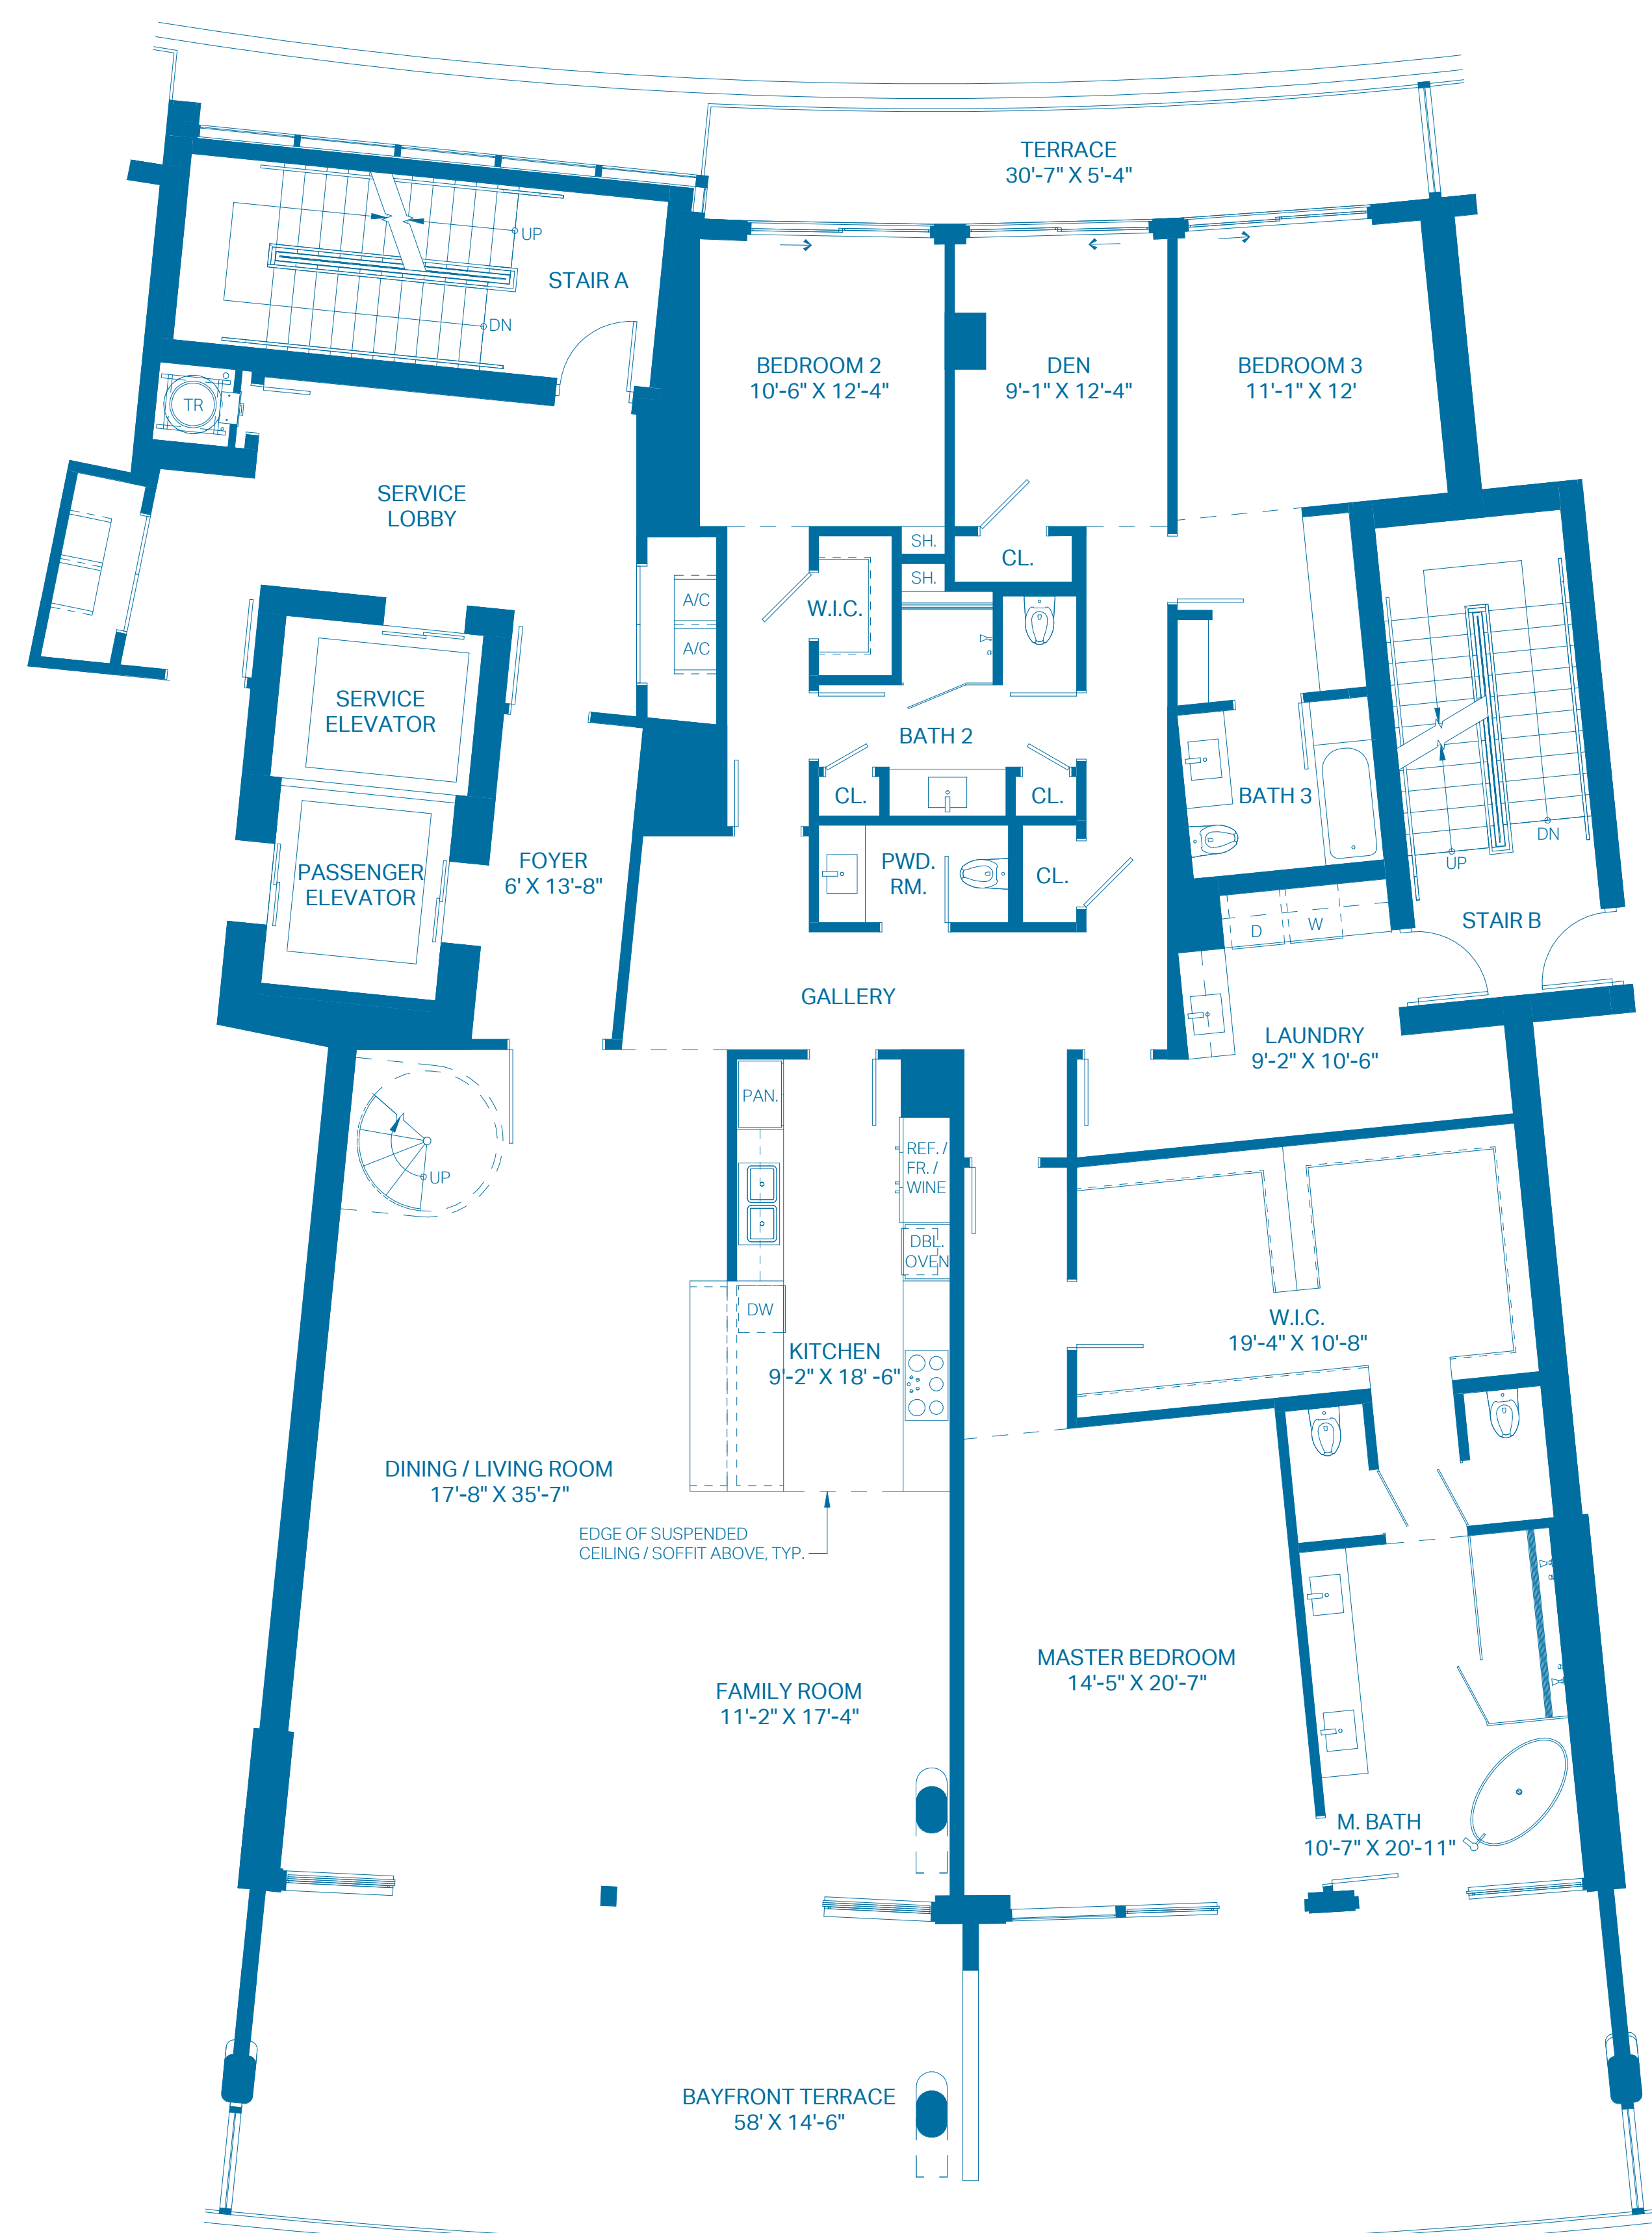 TERRACE
30'-7" X 5'-4"
UP
STAIR A
DN
BEDROOM 2
10'-6" X 12'-4"
DEN
9'-1" X 12'-4"
BEDROOM 3
11'-1" X 12'
TR
SERVICE
LOBBY
SH.
CL.
SH.
A/C
W.I.C.
A/C
SERVICE
ELEVATOR
BATH 2
CL.
CL.
BATH 3
DN
UP
PASSENGER
ELEVATOR
FOYER
6' X 13'-8"
PWD.
RM.
CL.
D
W
STAIR B
GALLERY
LAUNDRY
9'-2" X 10'-6"
PAN.
REF. /
FR. /
WINE
UP
DBL.
OVEN
DW
W.I.C.
19'-4" X 10'-8"
KITCHEN
9'-2" X 18' -6"
DINING / LIVING ROOM
17'-8" X 35'-7"
EDGE OF SUSPENDED
CEILING / SOFFIT ABOVE, TYP.
MASTER BEDROOM
14'-5" X 20'-7"
FAMILY ROOM
11'-2" X 17'-4"
M. BATH
10'-7" X 20'-11"
BAYFRONT TERRACE
58' X 14'-6"